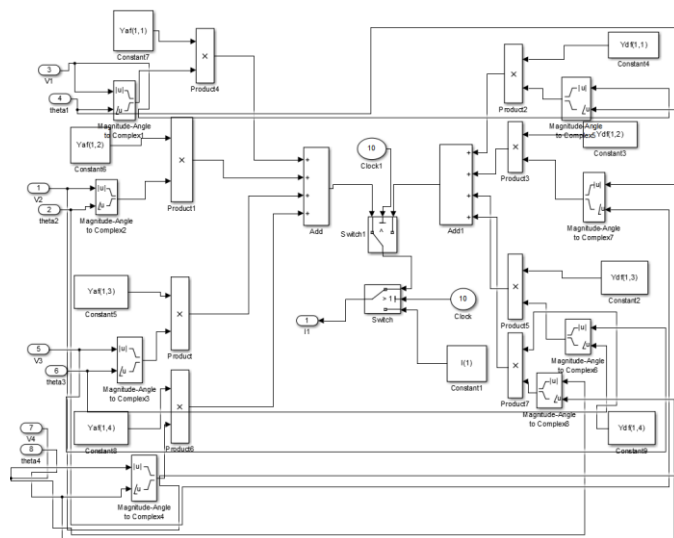 Yaf(1,1)
Constant7
×
Product4
3
V1
4
theta1
|u|
∠u
Magnitude-Angle
to Complex1
Yaf(1,2)
Constant6
×
Product1
1
V2
2
theta2
|u|
∠u
Magnitude-Angle
to Complex2
Yaf(1,3)
Constant5
×
Product
5
V3
6
theta3
|u|
∠u
Magnitude-Angle
to Complex3
Yaf(1,4)
Constant8
×
Product6
7
V4
8
theta4
|u|
∠u
Magnitude-Angle
to Complex4
+
+
+
+
Add
10
Clock1
Switch1
> 1
Switch
1
I1
10
Clock
I(1)
Constant1
+
+
+
+
Add1
×
Product2
Ydf(1,1)
Constant4
|u|
∠u
Magnitude-Angle
to Complex5
×
Product3
Ydf(1,2)
Constant3
|u|
∠u
Magnitude-Angle
to Complex7
×
Product5
Ydf(1,3)
Constant2
|u|
∠u
Magnitude-Angle
to Complex6
×
Product7
|u|
∠u
Magnitude-Angle
to Complex8
Ydf(1,4)
Constant9